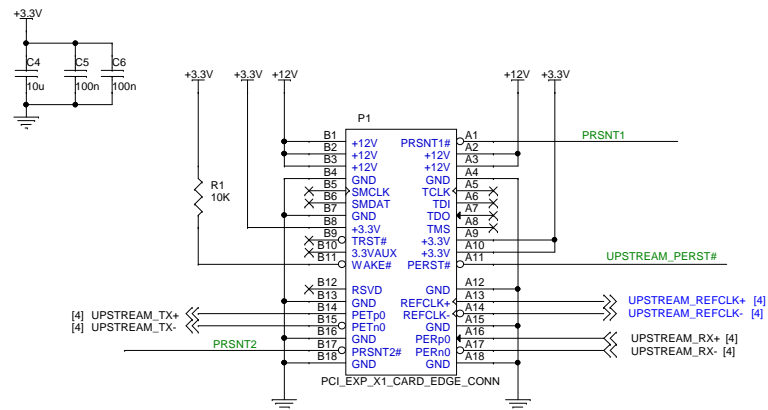 +3.3V
C4 C5 C6
10u 100n 100n
+3.3V +3.3V +12V +12V +3.3V
P1
B1 +12V PRSNT1# A1 PRSNT1
B2 +12V +12V A2
B3 +12V +12V A3
B4 GND GND A4
R1 B5 SMCLK TCLK A5
10K B6 SMDAT TDI A6
B7 GND TDO A7
B8 +3.3V TMS A8
B9 TRST# +3.3V A9
B10 3.3VAUX +3.3V A10
B11 WAKE# PERST# A11 UPSTREAM_PERST#
B12 RSVD GND A12
B13 GND REFCLK+ A13 UPSTREAM_REFCLK+ [4]
[4] UPSTREAM_TX+ B14 PETp0 REFCLK- A14 UPSTREAM_REFCLK- [4]
[4] UPSTREAM_TX- B15 PETn0 GND A15
B16 GND PERp0 A16 UPSTREAM_RX+ [4]
PRSNT2 B17 PRSNT2# PERn0 A17 UPSTREAM_RX- [4]
B18 GND GND A18
PCI_EXP_X1_CARD_EDGE_CONN